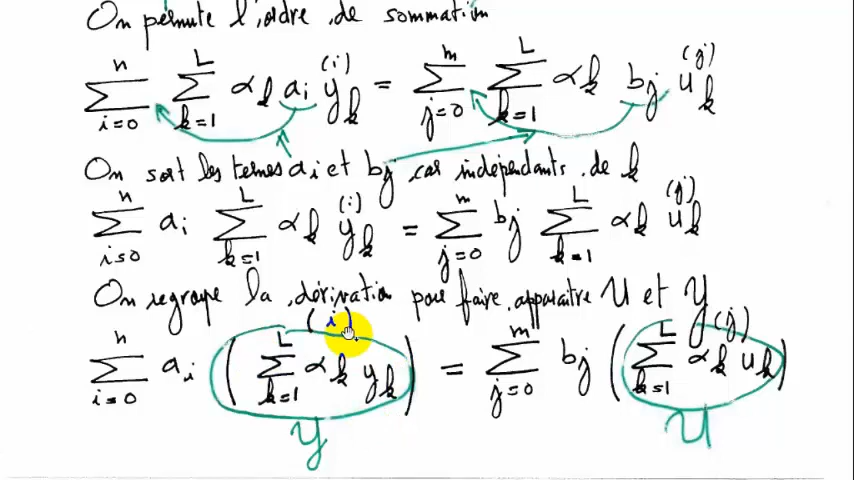 On permute l'ordre de sommation
∑_{i=0}^{n} ∑_{k=1}^{L} α_k a_i y_k^{(i)} = ∑_{j=0}^{m} ∑_{k=1}^{L} α_k b_j u_k^{(j)}
On sort les termes a_i et b_j car indépendants de k
∑_{i=0}^{n} a_i ∑_{k=1}^{L} α_k y_k^{(i)} = ∑_{j=0}^{m} b_j ∑_{k=1}^{L} α_k u_k^{(j)}
On regroupe la dérivation pour faire apparaitre U et Y
∑_{i=0}^{n} a_i (∑_{k=1}^{L} α_k y_k)^{(i)} = ∑_{j=0}^{m} b_j (∑_{k=1}^{L} α_k u_k)^{(j)}
Y U